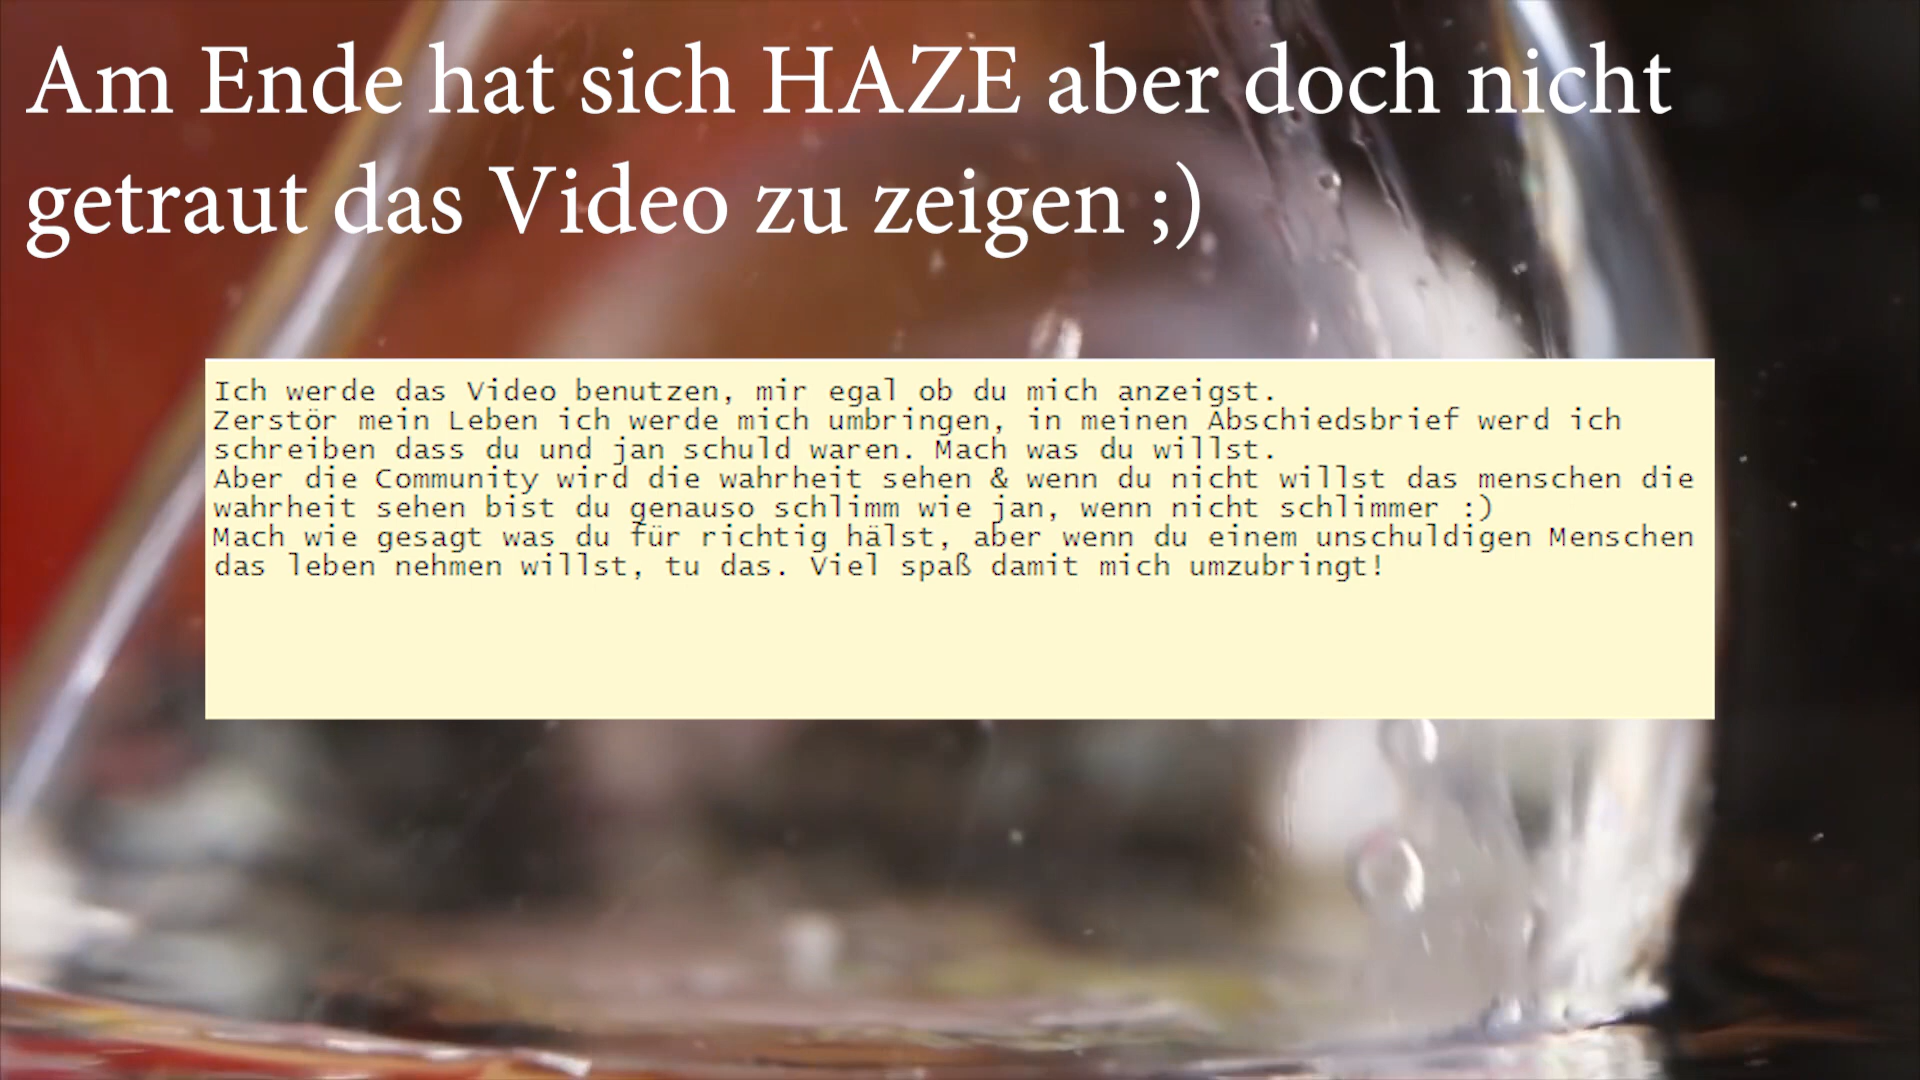 Am Ende hat sich HAZE aber doch nicht
getraut das Video zu zeigen ;)
Ich werde das Video benutzen, mir egal ob du mich anzeigst.
Zerstör mein Leben ich werde mich umbringen, in meinen Abschiedsbrief werd ich
schreiben dass du und jan schuld waren. Mach was du willst.
Aber die Community wird die wahrheit sehen & wenn du nicht willst das menschen die
wahrheit sehen bist du genauso schlimm wie jan, wenn nicht schlimmer :)
Mach wie gesagt was du für richtig hälst, aber wenn du einem unschuldigen Menschen
das leben nehmen willst, tu das. Viel spaß damit mich umzubringt!